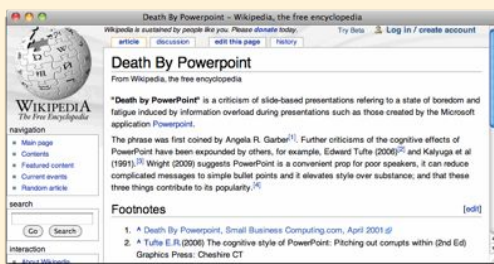 Death By Powerpoint - Wikipedia, the free encyclopedia
Wikipedia is sustained by people like you. Please donate today.
Try Beta Log in / create account
article discussion edit this page history
Death By Powerpoint
From Wikipedia, the free encyclopedia
"Death by PowerPoint" is a criticism of slide-based presentations refering to a state of boredom and
fatigue induced by information overload during presentations such as those created by the Microsoft
application Powerpoint.
The phrase was first coined by Angela R. Garber[1]. Further criticisms of the cognitive effects of
PowerPoint have been expounded by others, for example, Edward Tufte (2006)[2] and Kalyuga et al
(1991).[3] Wright (2009) suggests PowerPoint is a convenient prop for poor speakers, it can reduce
complicated messages to simple bullet points and it elevates style over substance; and that these
three things contribute to its popularity.[4]
Footnotes [edit]
1. ^ Death By Powerpoint, Small Business Computing.com, April 2001
2. ^ Tufte E.R.(2006) The cognitive style of PowerPoint: Pitching out corrupts within (2nd Ed)
Graphics Press: Cheshire CT
WIKIPEDIA
The Free Encyclopedia
navigation
Main page
Contents
Featured content
Current events
Random article
search
Go Search
interaction
About Wikipedia